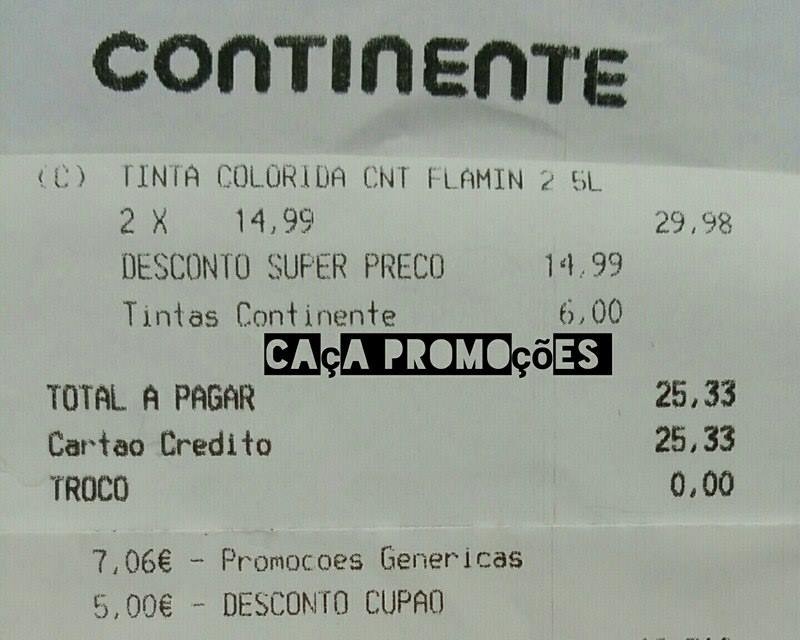 CONTINENTE
(C) TINTA COLORIDA CNT FLAMIN 2 5L
2 X 14,99 29,98
DESCONTO SUPER PRECO 14,99
Tintas Continente 6,00
CAÇA PROMOÇÕES
TOTAL A PAGAR 25,33
Cartao Credito 25,33
TROCO 0,00
7,06€ - Promocoes Genericas
5,00€ - DESCONTO CUPAO